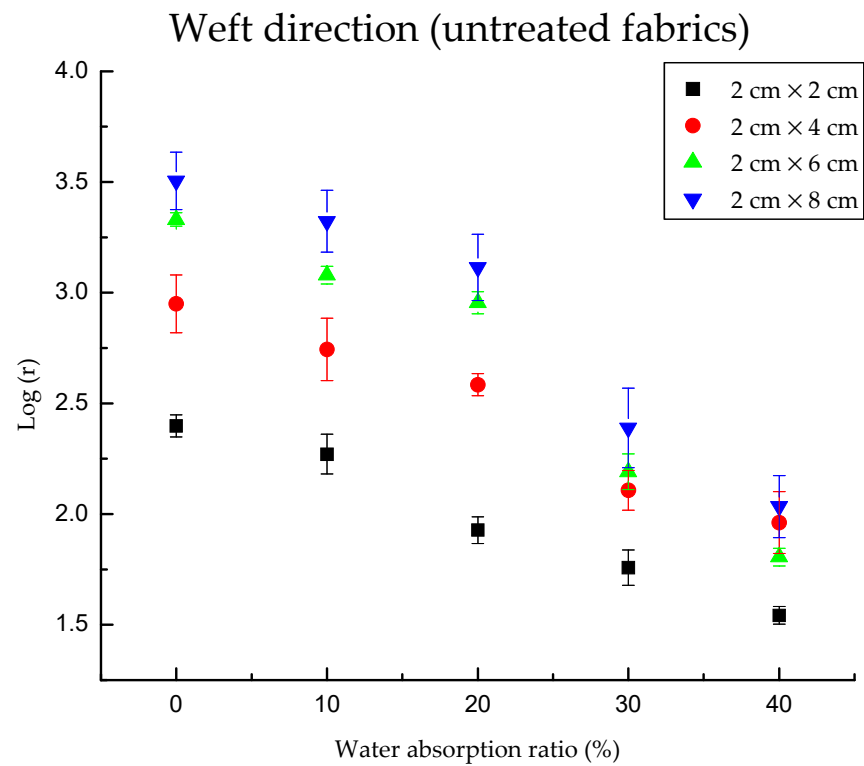 Weft direction (untreated fabrics)
4.0
3.5
3.0
2.5
2.0
1.5
Log (r)
2 cm × 2 cm
2 cm × 4 cm
2 cm × 6 cm
2 cm × 8 cm
0 10 20 30 40
Water absorption ratio (%)